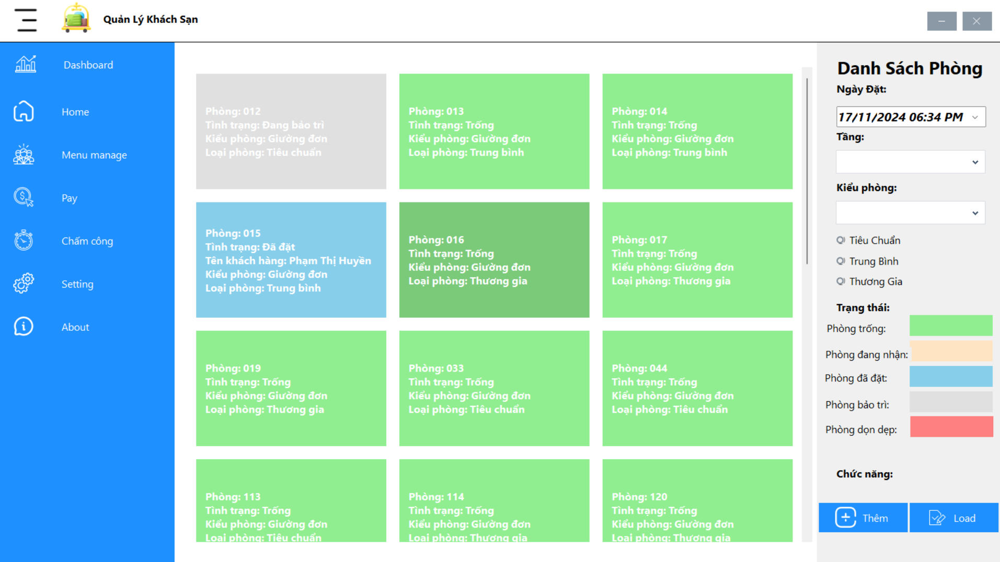 Quản Lý Khách Sạn
Dashboard
Home
Menu manage
Pay
Chấm công
Setting
About
Phòng: 012
Tình trạng: Đang bảo trì
Kiểu phòng: Giường đơn
Loại phòng: Tiêu chuẩn
Phòng: 013
Tình trạng: Trống
Kiểu phòng: Giường đơn
Loại phòng: Trung bình
Phòng: 014
Tình trạng: Trống
Kiểu phòng: Giường đơn
Loại phòng: Trung bình
Phòng: 015
Tình trạng: Đã đặt
Tên khách hàng: Phạm Thị Huyền
Kiểu phòng: Giường đơn
Loại phòng: Trung bình
Phòng: 016
Tình trạng: Trống
Kiểu phòng: Giường đơn
Loại phòng: Thương gia
Phòng: 017
Tình trạng: Trống
Kiểu phòng: Giường đơn
Loại phòng: Thương gia
Phòng: 019
Tình trạng: Trống
Kiểu phòng: Giường đơn
Loại phòng: Thương gia
Phòng: 033
Tình trạng: Trống
Kiểu phòng: Giường đơn
Loại phòng: Tiêu chuẩn
Phòng: 044
Tình trạng: Trống
Kiểu phòng: Giường đơn
Loại phòng: Tiêu chuẩn
Phòng: 113
Tình trạng: Trống
Kiểu phòng: Giường đơn
Loại phòng: Tiêu chuẩn
Phòng: 114
Tình trạng: Trống
Kiểu phòng: Giường đơn
Loại phòng: Thương gia
Phòng: 120
Tình trạng: Trống
Kiểu phòng: Giường đơn
Loại phòng: Thương gia
Danh Sách Phòng
Ngày Đặt:
17/11/2024 06:34 PM
Tầng:
Kiểu phòng:
Tiêu Chuẩn
Trung Bình
Thương Gia
Trạng thái:
Phòng trống:
Phòng đang nhận:
Phòng đã đặt:
Phòng bảo trì:
Phòng dọn dẹp:
Chức năng:
Thêm
Load